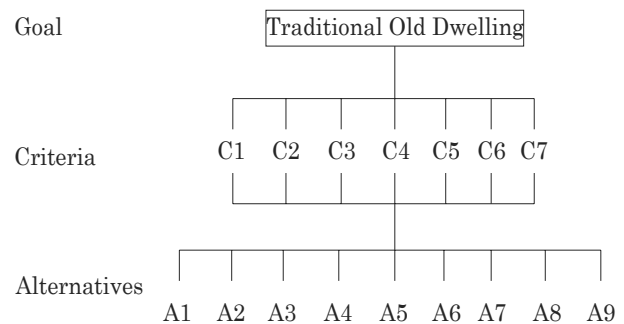 Goal Traditional Old Dwelling
Criteria C1 C2 C3 C4 C5 C6 C7
Alternatives
A1 A2 A3 A4 A5 A6 A7 A8 A9